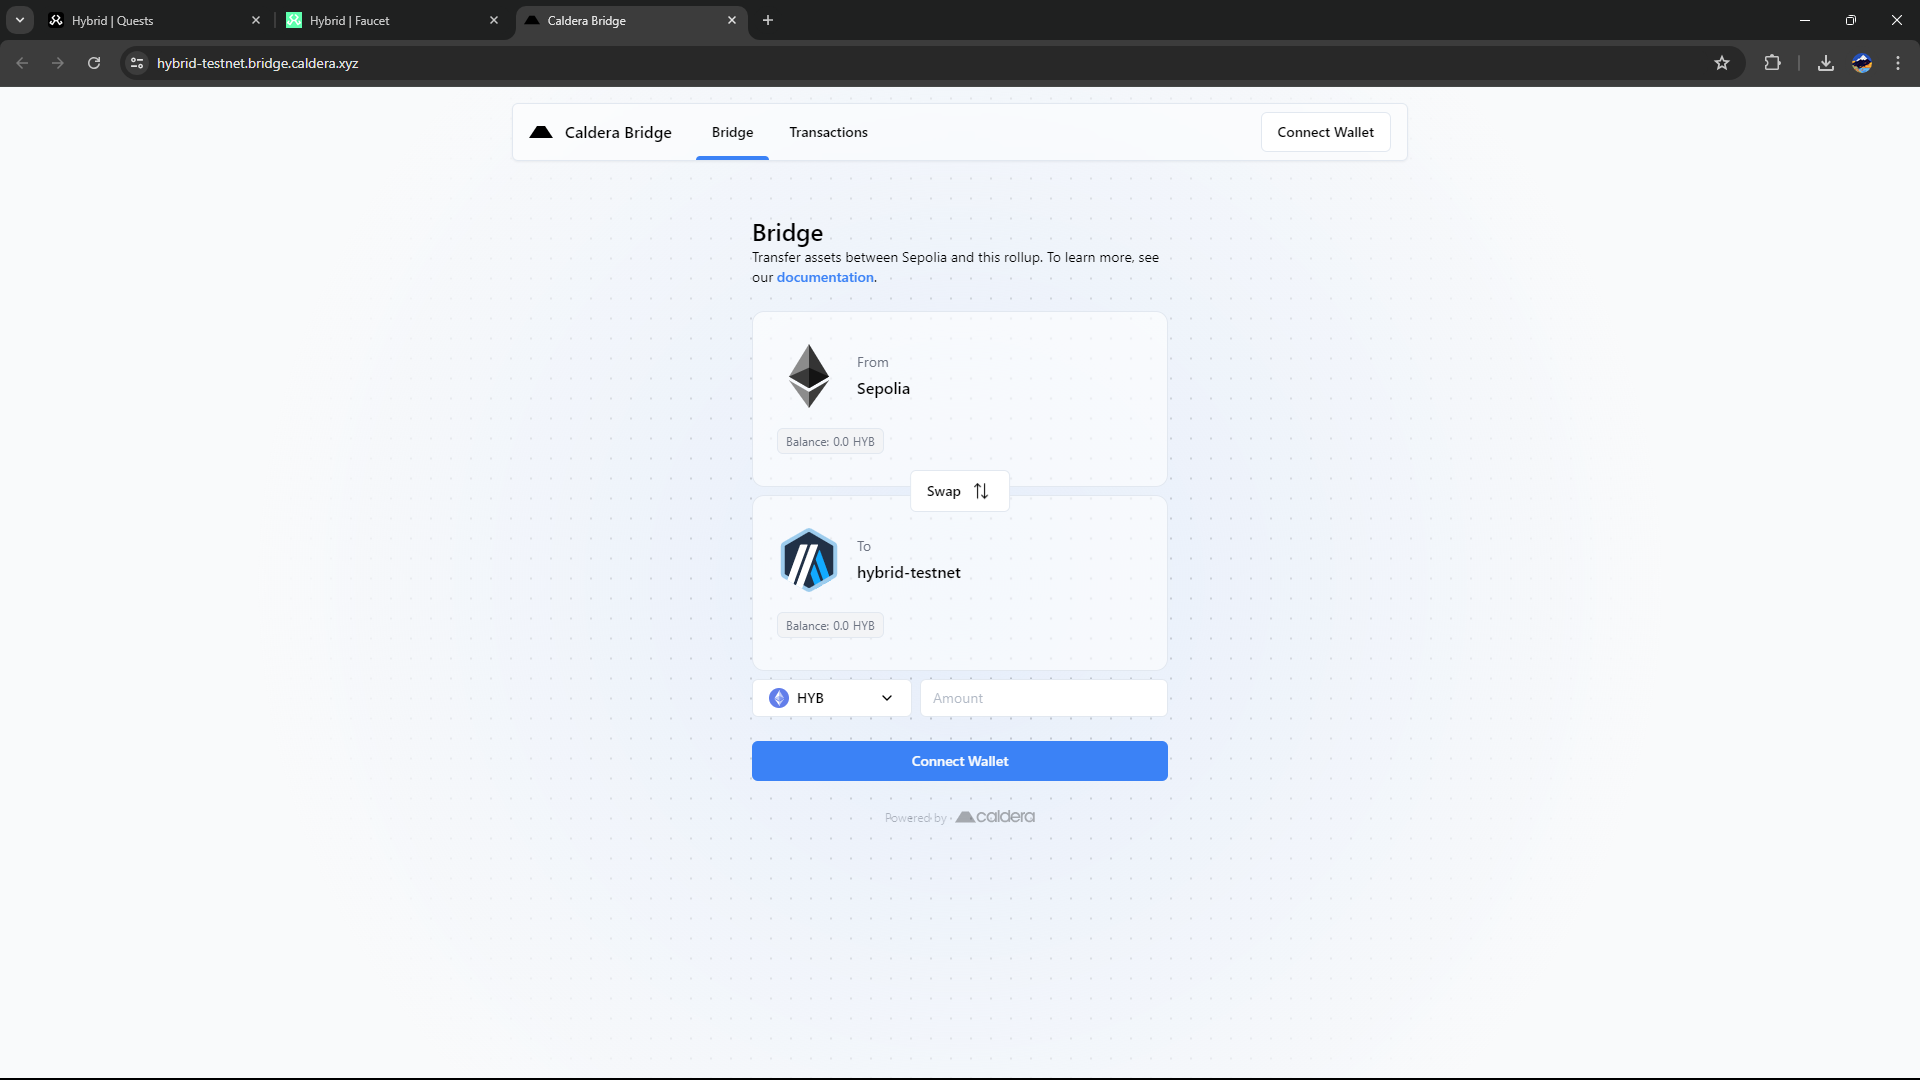 Hybrid | Quests
Hybrid | Faucet
Caldera Bridge
hybrid-testnet.bridge.caldera.xyz
Caldera Bridge
Bridge
Transactions
Connect Wallet
Bridge
Transfer assets between Sepolia and this rollup. To learn more, see
our documentation.
From
Sepolia
Balance: 0.0 HYB
Swap
To
hybrid-testnet
Balance: 0.0 HYB
HYB
Amount
Connect Wallet
Powered by
caldera